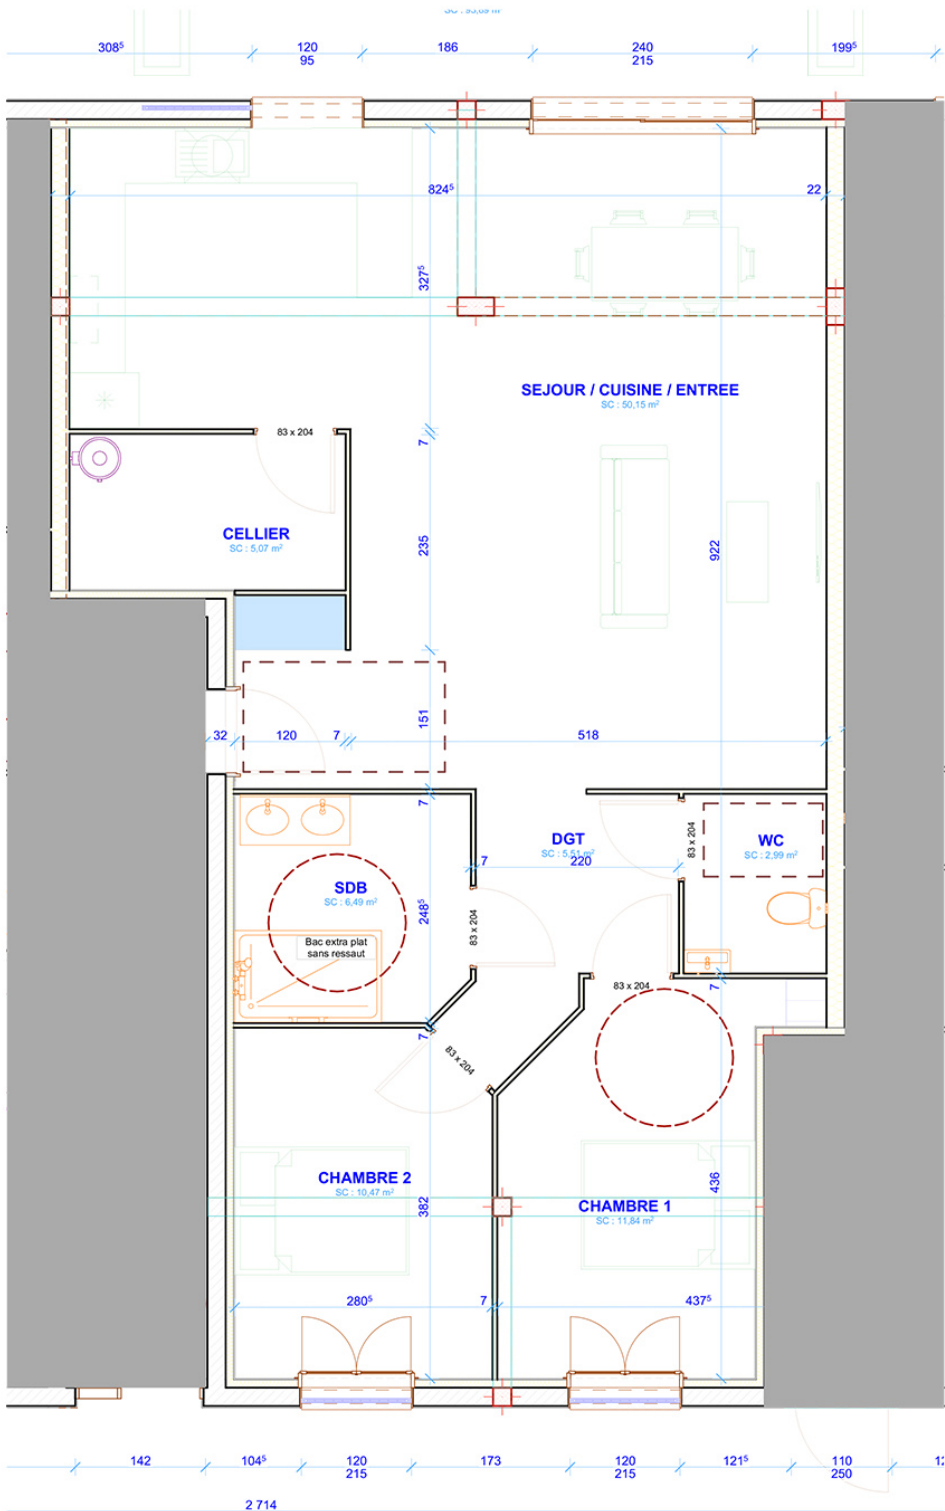 308⁵
120
95
186
240
215
199⁵
824⁵
22
327⁵
SEJOUR / CUISINE / ENTREE
SC : 50,15 m²
83 x 204
7
CELLIER
SC : 5,07 m²
235
922
151
32
120
7
518
7
DGT
SC : 5,51 m²
7
220
83 x 204
WC
SC : 2,99 m²
SDB
SC : 6,49 m²
248⁵
83 x 204
Bac extra plat
sans ressaut
83 x 204
7
7
83 x 204
CHAMBRE 2
SC : 10,47 m²
382
CHAMBRE 1
SC : 11,84 m²
436
280⁵
7
437⁵
142
104⁵
120
215
173
120
215
121⁵
110
250
2 714